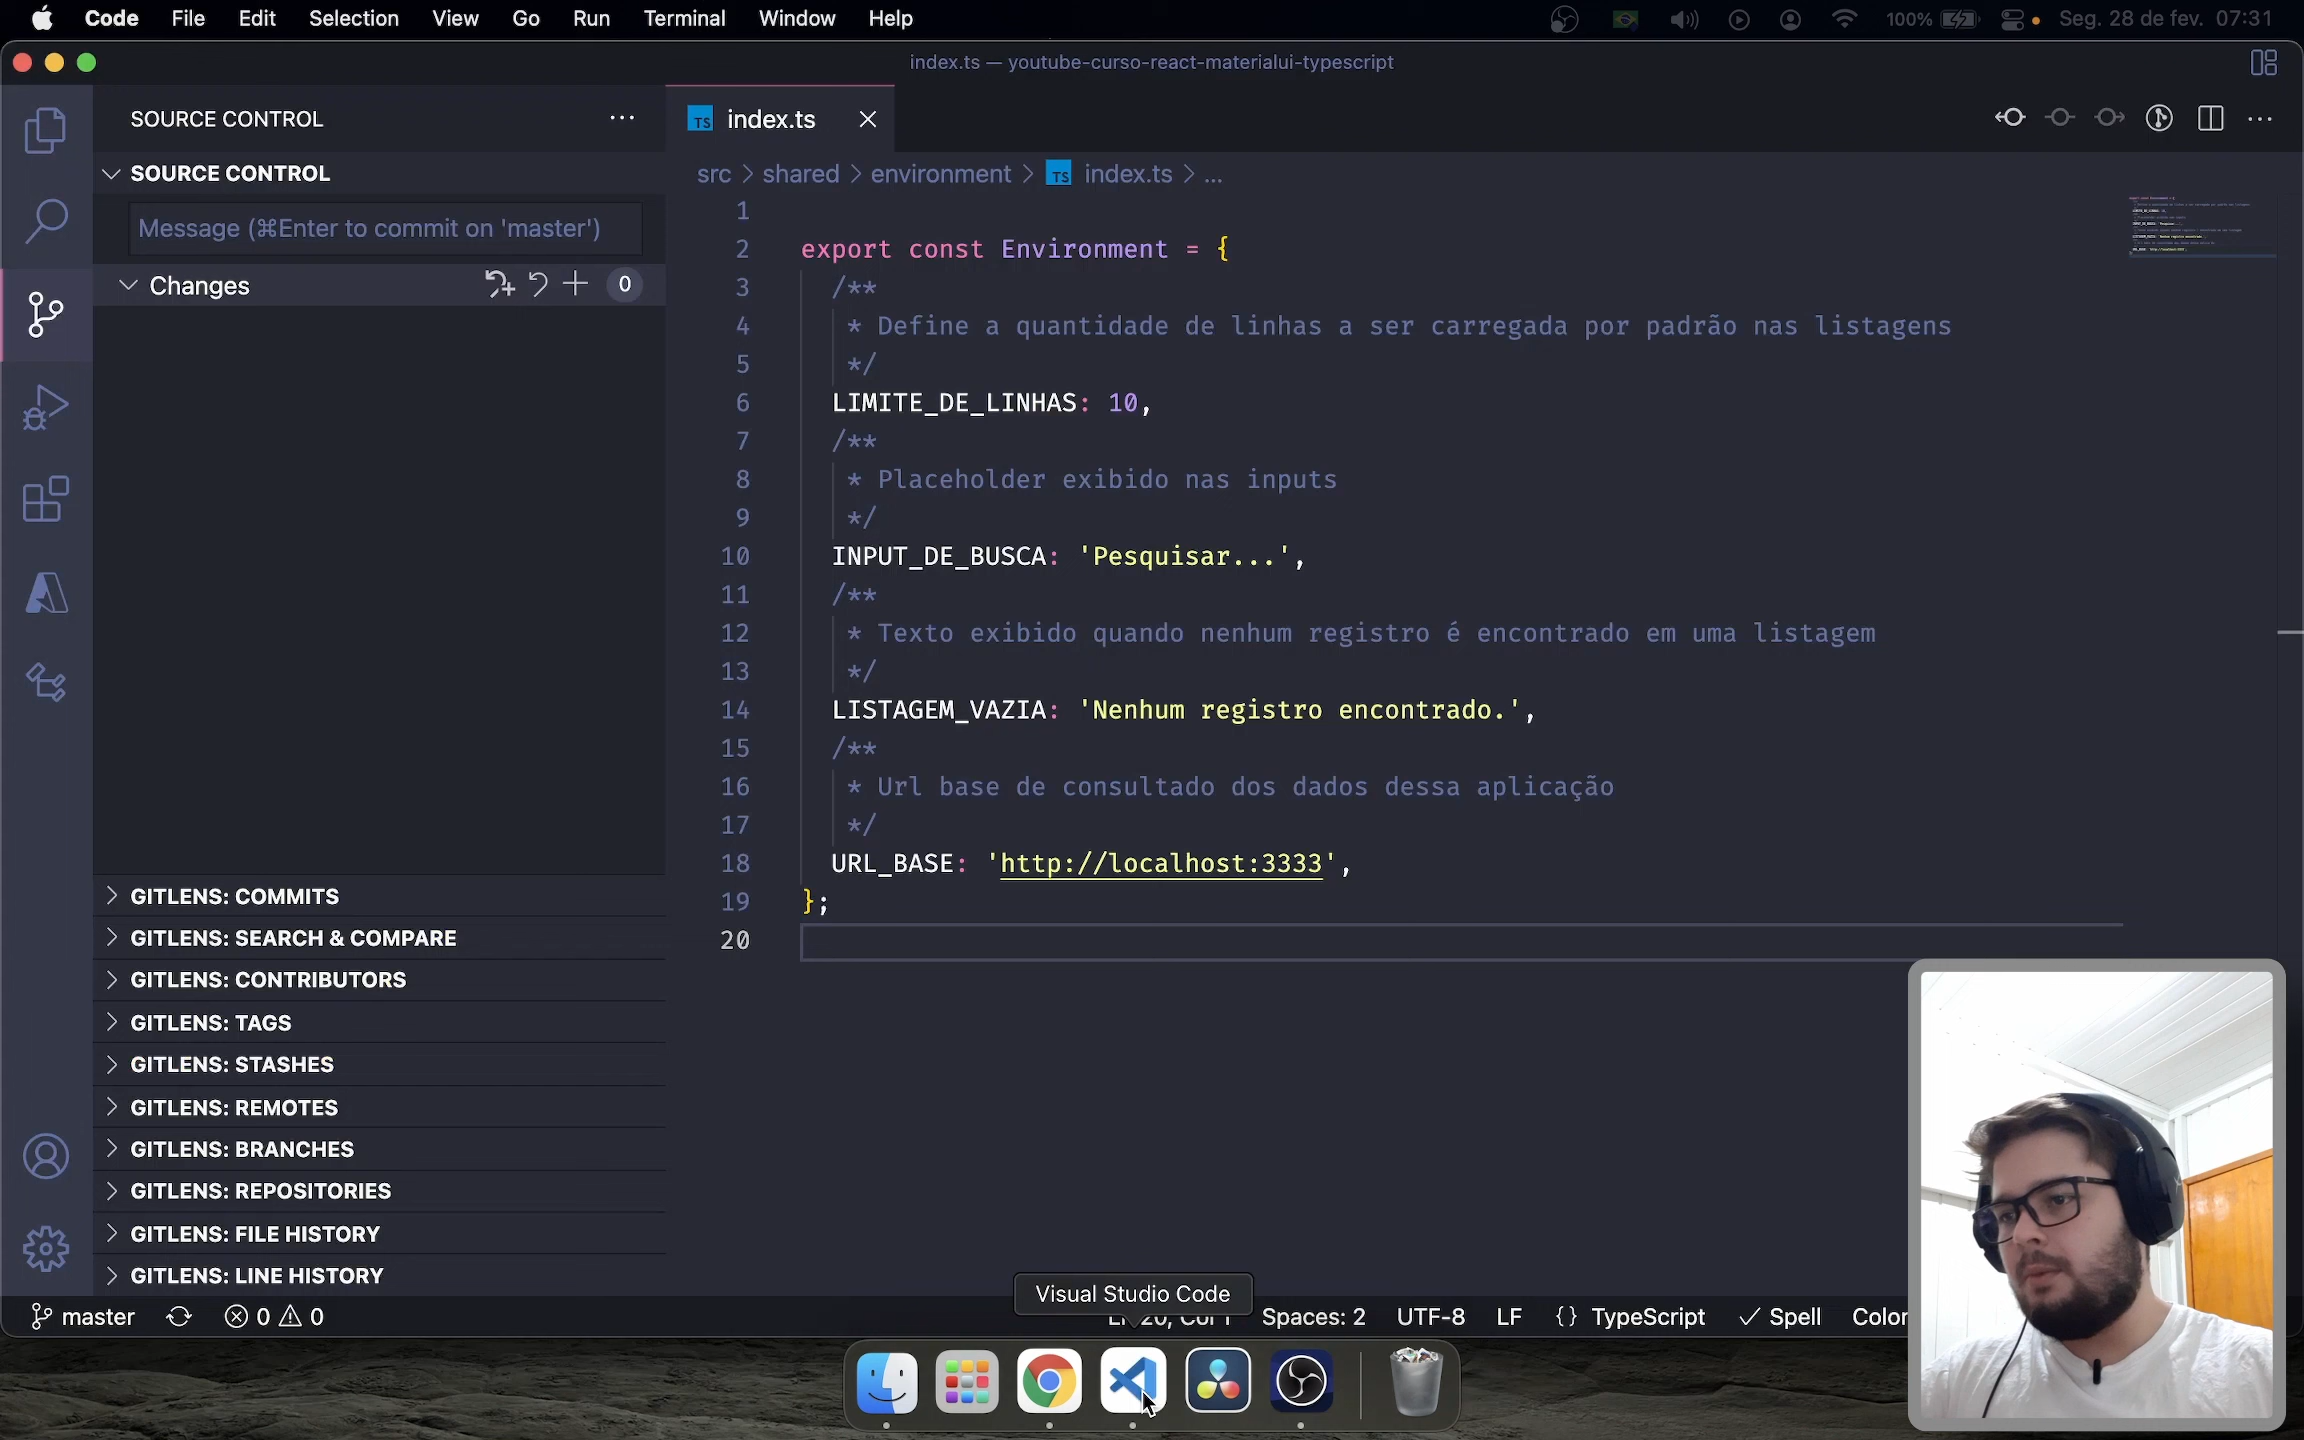 Code File Edit Selection View Go Run Terminal Window Help 100% Seg. 28 de fev. 07:31
index.ts — youtube-curso-react-materialui-typescript
SOURCE CONTROL ...
TS index.ts
SOURCE CONTROL
src > shared > environment > TS index.ts > ...
Message (⌘Enter to commit on 'master')
Changes 0
1
2 export const Environment = {
3 /**
4 * Define a quantidade de linhas a ser carregada por padrão nas listagens
5 */
6 LIMITE_DE_LINHAS: 10,
7 /**
8 * Placeholder exibido nas inputs
9 */
10 INPUT_DE_BUSCA: 'Pesquisar...',
11 /**
12 * Texto exibido quando nenhum registro é encontrado em uma listagem
13 */
14 LISTAGEM_VAZIA: 'Nenhum registro encontrado.',
15 /**
16 * Url base de consultado dos dados dessa aplicação
17 */
18 URL_BASE: 'http://localhost:3333',
19 };
20
GITLENS: COMMITS
GITLENS: SEARCH & COMPARE
GITLENS: CONTRIBUTORS
GITLENS: TAGS
GITLENS: STASHES
GITLENS: REMOTES
GITLENS: BRANCHES
GITLENS: REPOSITORIES
GITLENS: FILE HISTORY
GITLENS: LINE HISTORY
Visual Studio Code
master 0 0 Spaces: 2 UTF-8 LF {} TypeScript Spell Color